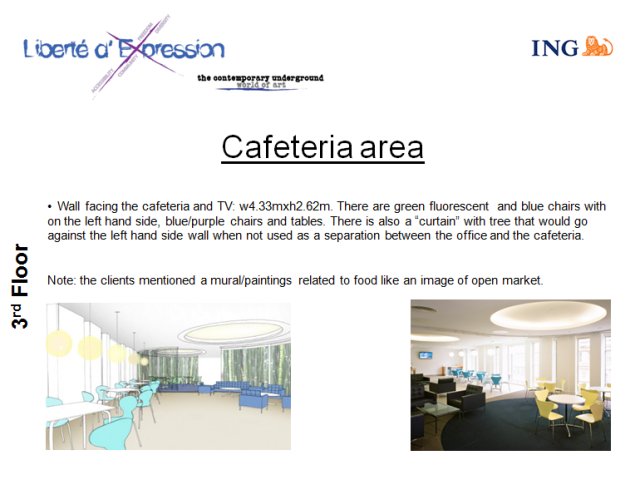 Liberté d'Expression
the contemporary underground
world of art
ING
Cafeteria area
• Wall facing the cafeteria and TV: w4.33mxh2.62m. There are green fluorescent and blue chairs with
on the left hand side, blue/purple chairs and tables. There is also a “curtain” with tree that would go
against the left hand side wall when not used as a separation between the office and the cafeteria.
Note: the clients mentioned a mural/paintings related to food like an image of open market.
3rd Floor